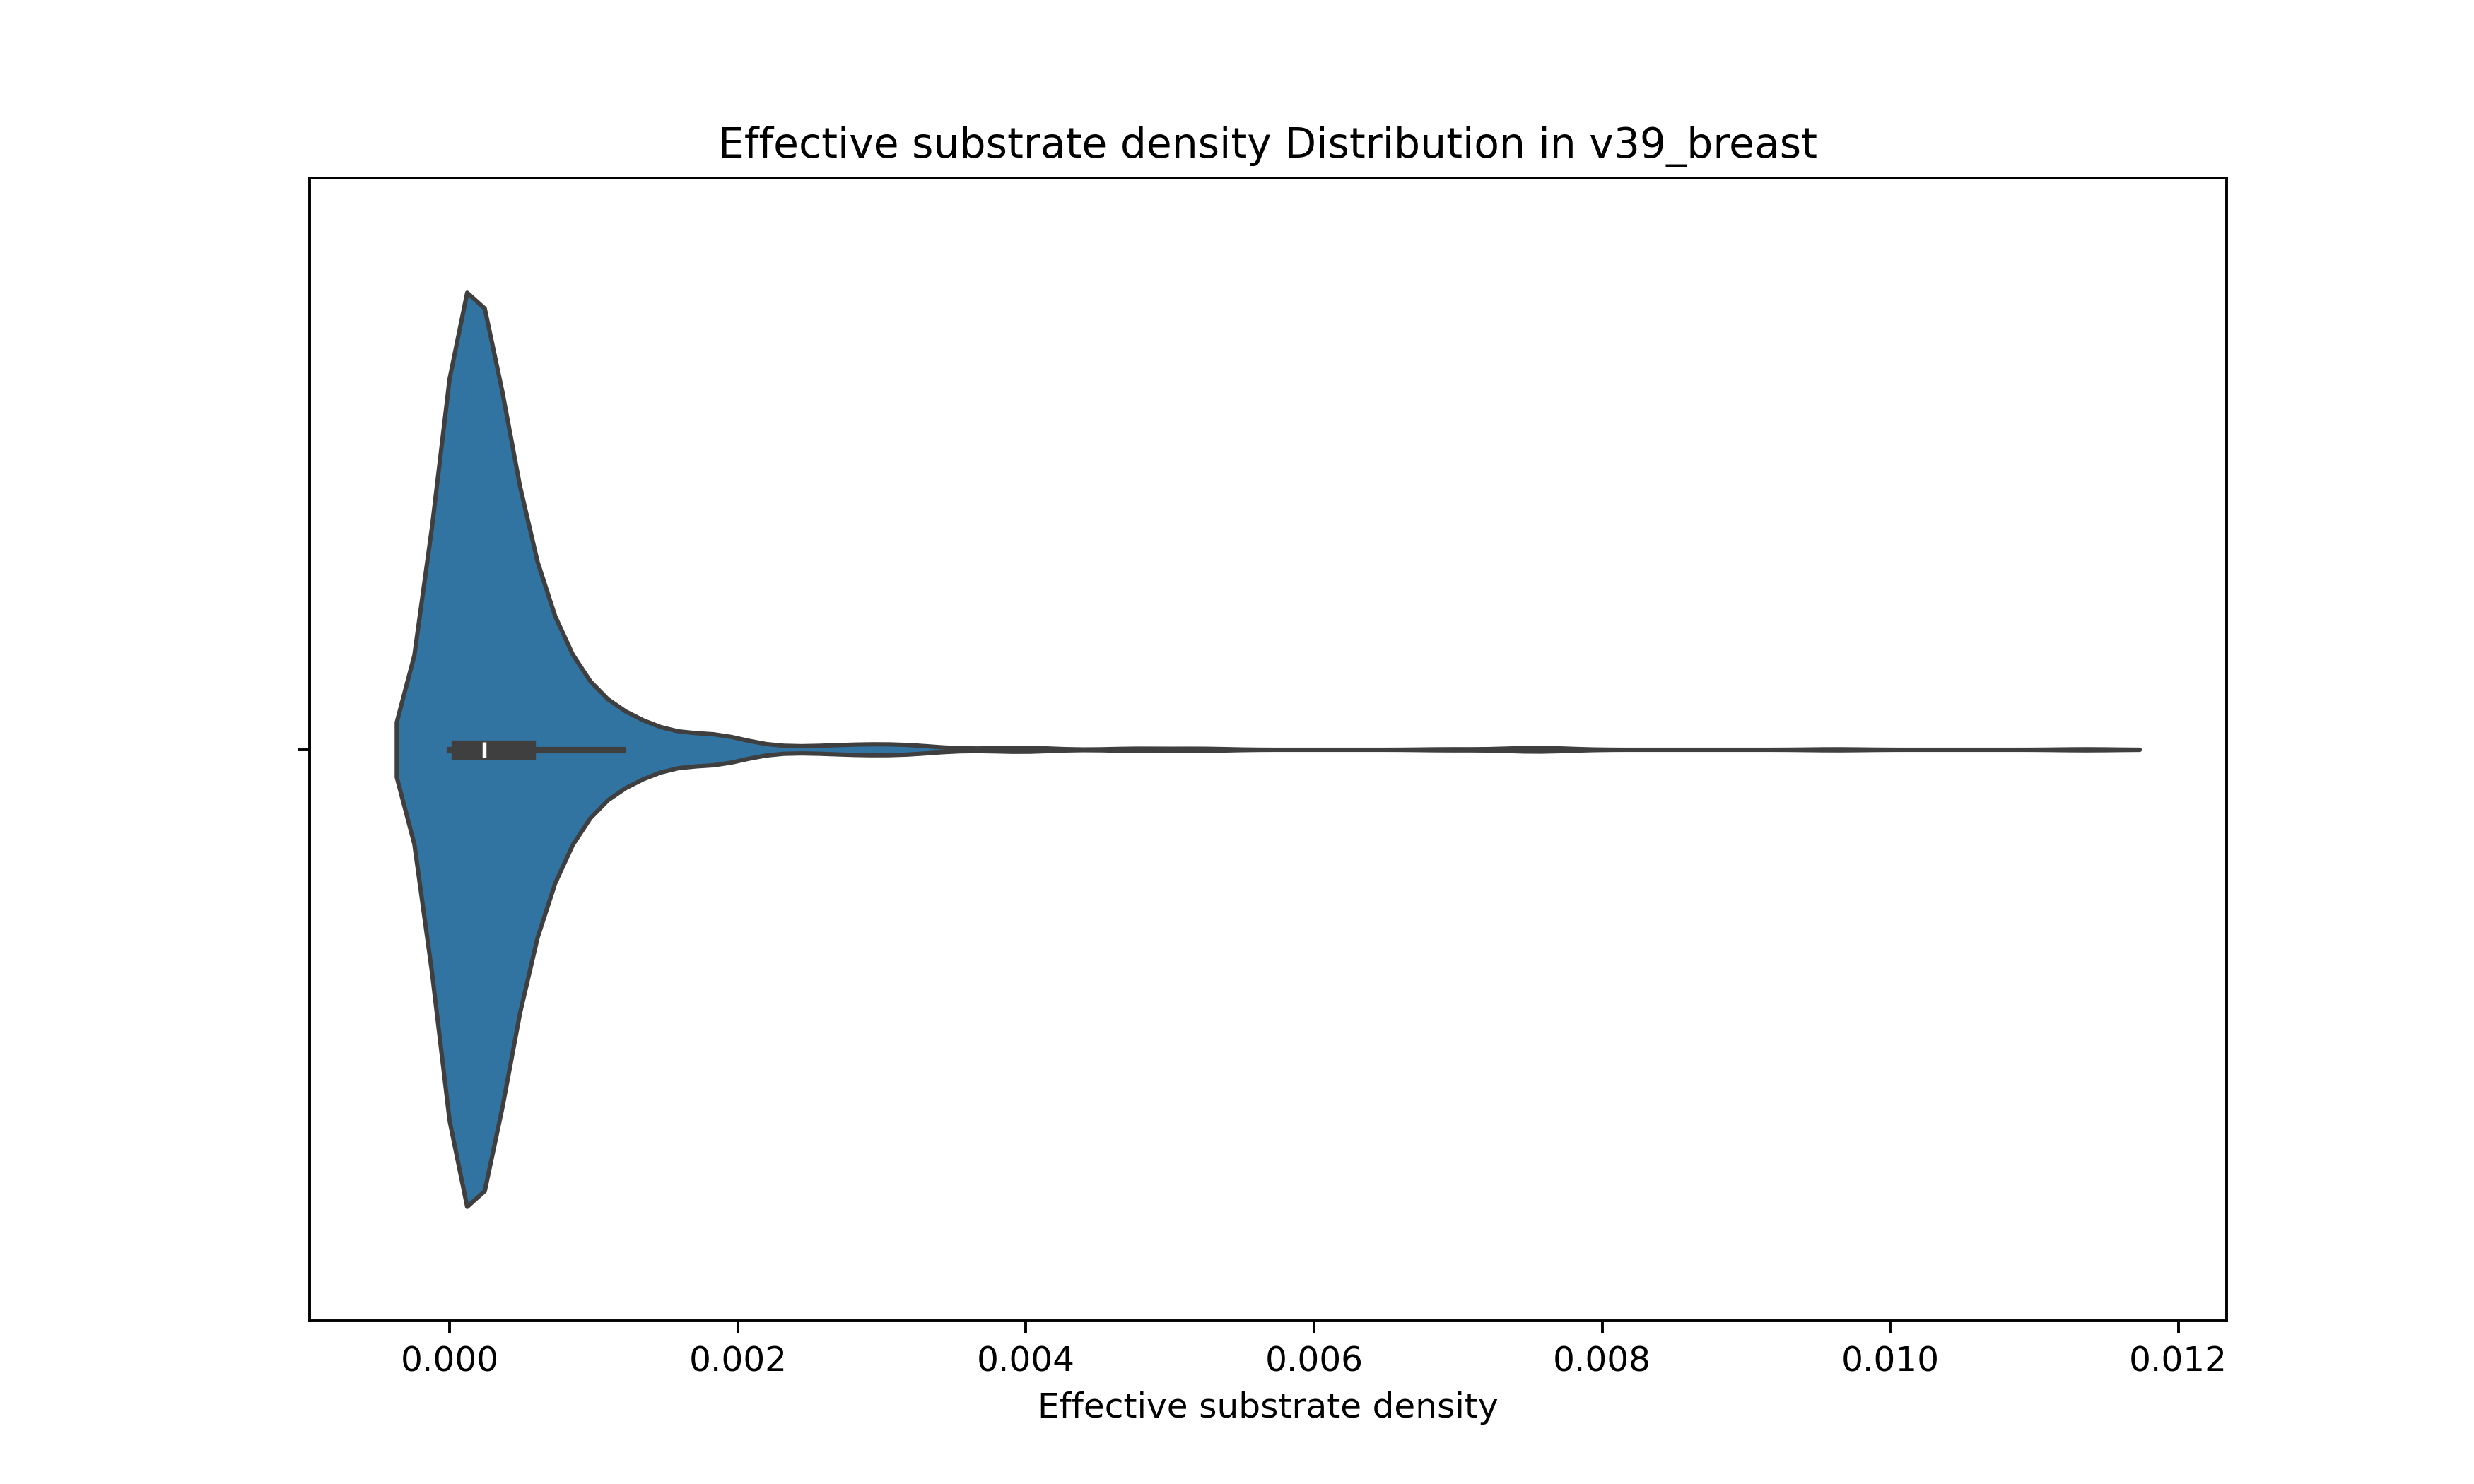 Effective substrate density Distribution in v39_breast
0.000 0.002 0.004 0.006 0.008 0.010 0.012
Effective substrate density